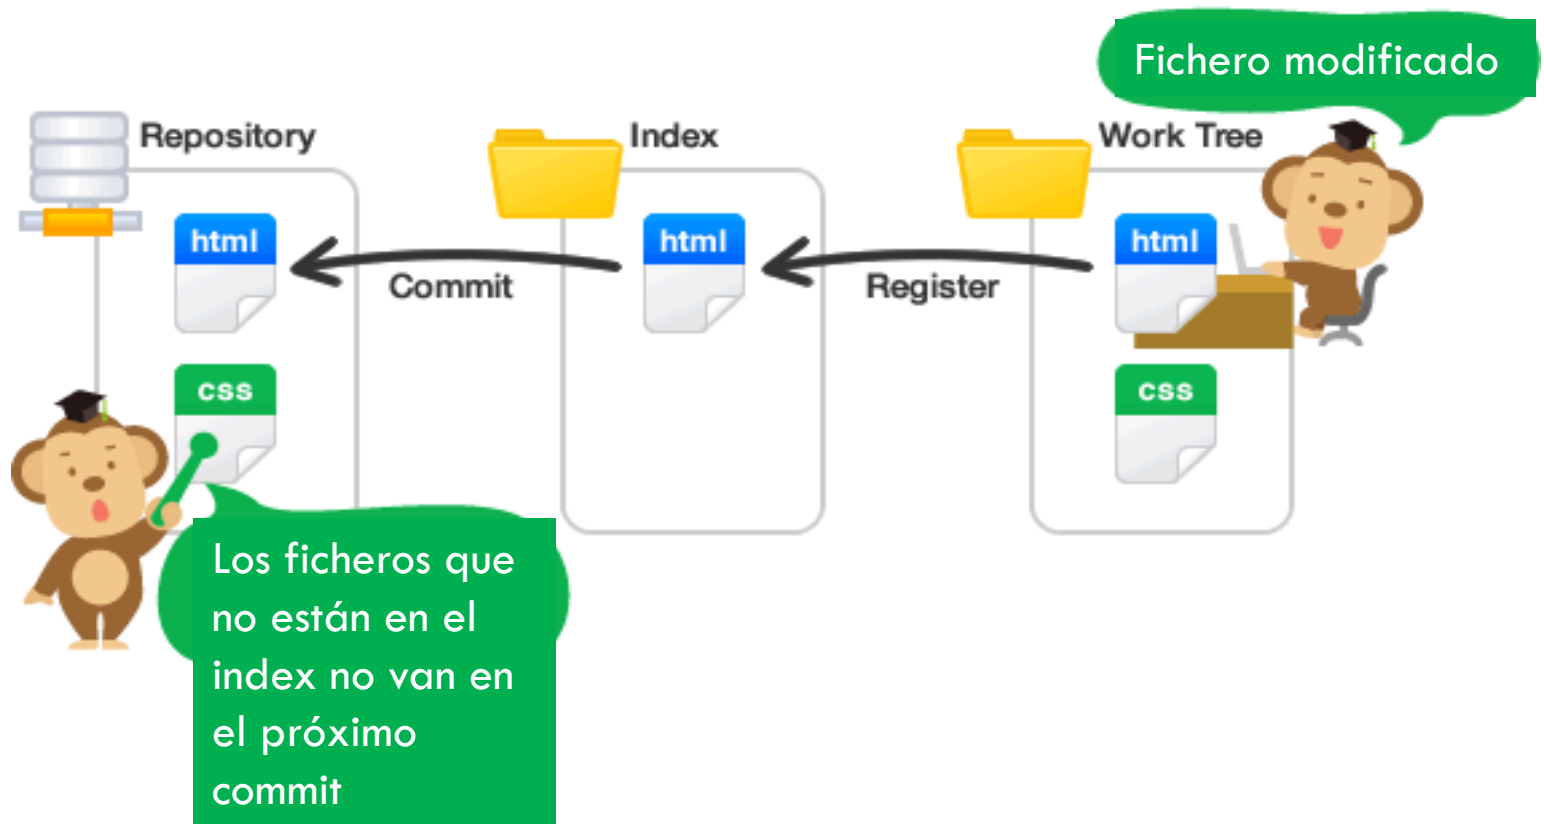 Fichero modificado
Repository
Index
Work Tree
html
html
html
Commit
Register
css
css
Los ficheros que
no están en el
index no van en
el próximo
commit